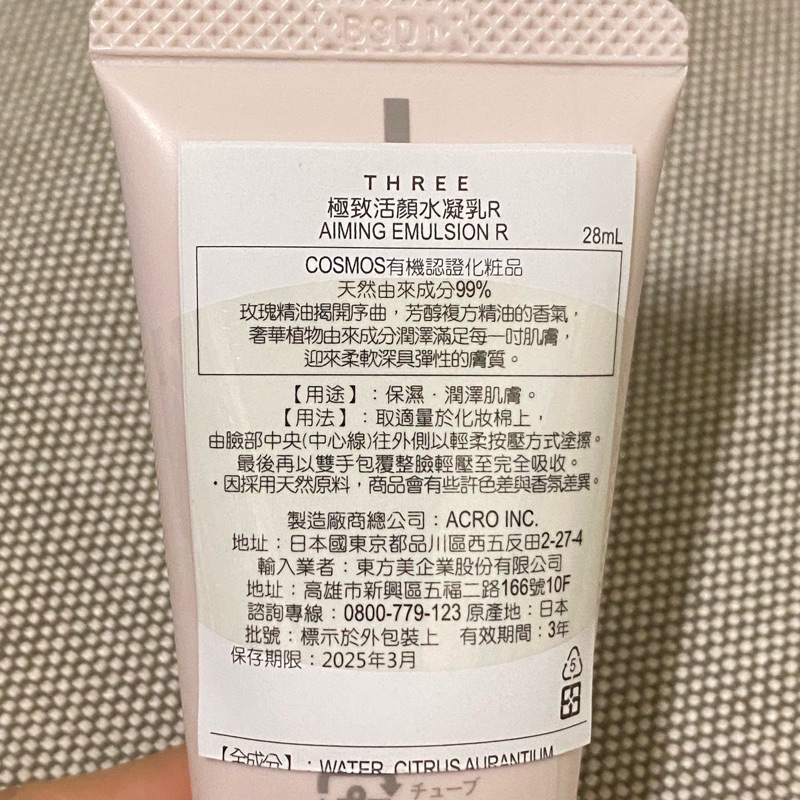 THREE
極致活顏水凝乳R
AIMING EMULSION R
28mL
COSMOS有機認證化粧品
天然由來成分99%
玫瑰精油揭開序曲，芳醇複方精油的香氣，
奢華植物由來成分潤澤滿足每一吋肌膚，
迎來柔軟深具彈性的膚質。
【用途】：保濕．潤澤肌膚。
【用法】：取適量於化妝棉上，
由臉部中央(中心線)往外側以輕柔按壓方式塗擦。
最後再以雙手包覆整臉輕壓至完全吸收。
・因採用天然原料，商品會有些許色差與香氛差異。
製造廠商總公司：ACRO INC.
地址：日本國東京都品川區西五反田2-27-4
輸入業者：東方美企業股份有限公司
地址：高雄市新興區五福二路166號10F
諮詢專線：0800-779-123 原產地：日本
批號：標示於外包裝上 有效期間：3年
保存期限：2025年3月
5
【全成分】：WATER, CITRUS AURANTIUM
チューブ